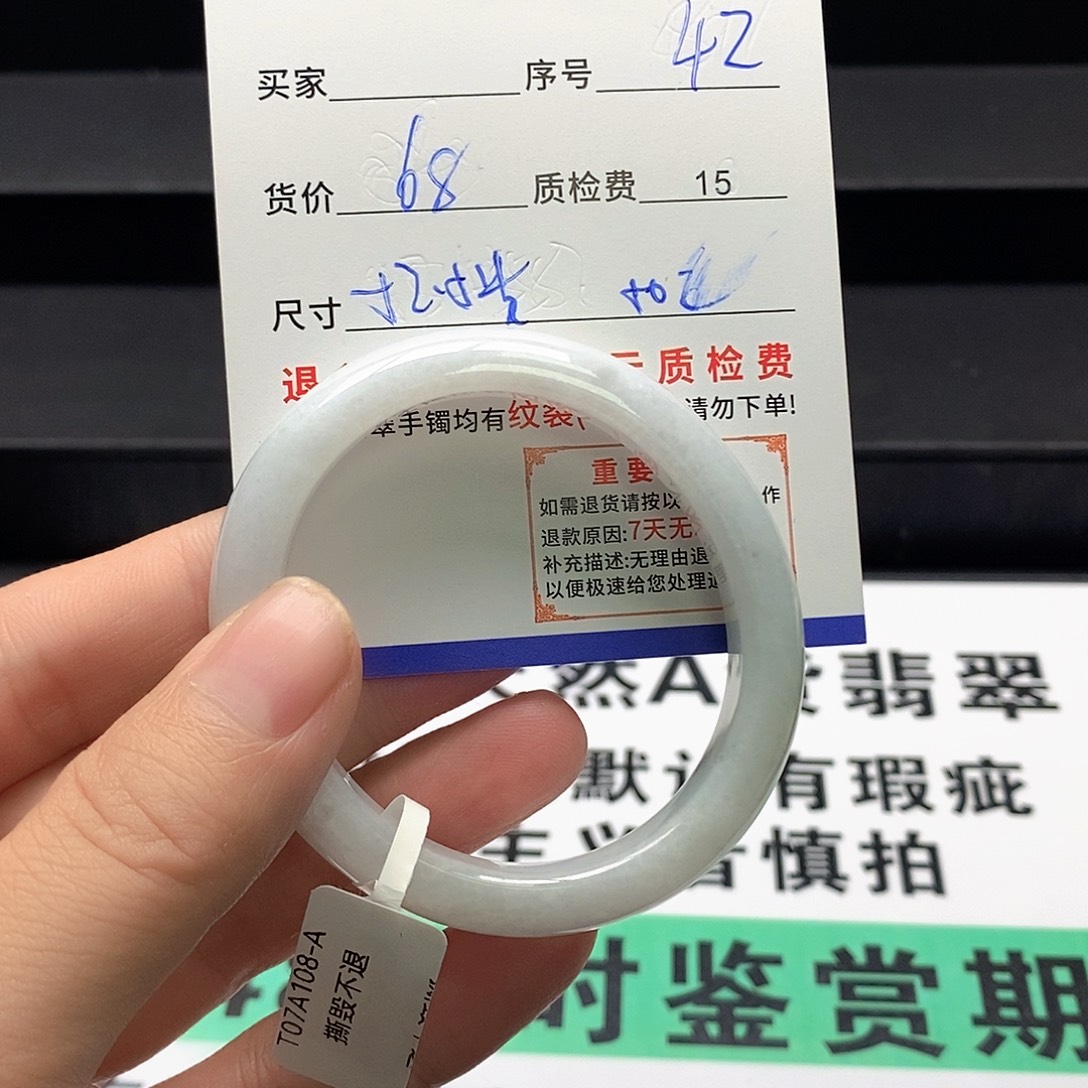 买家 序号 42
货价 68 质检费 15
尺寸
退 质检费
翠手镯均有纹裂 请勿下单!
重要
如需退货请按以 作
退款原因:7天无
补充描述:无理由退
以便极速给您处理
然A 翡翠
默 有瑕疵
慎拍
时鉴赏期
T07A108-A
撕毁不退